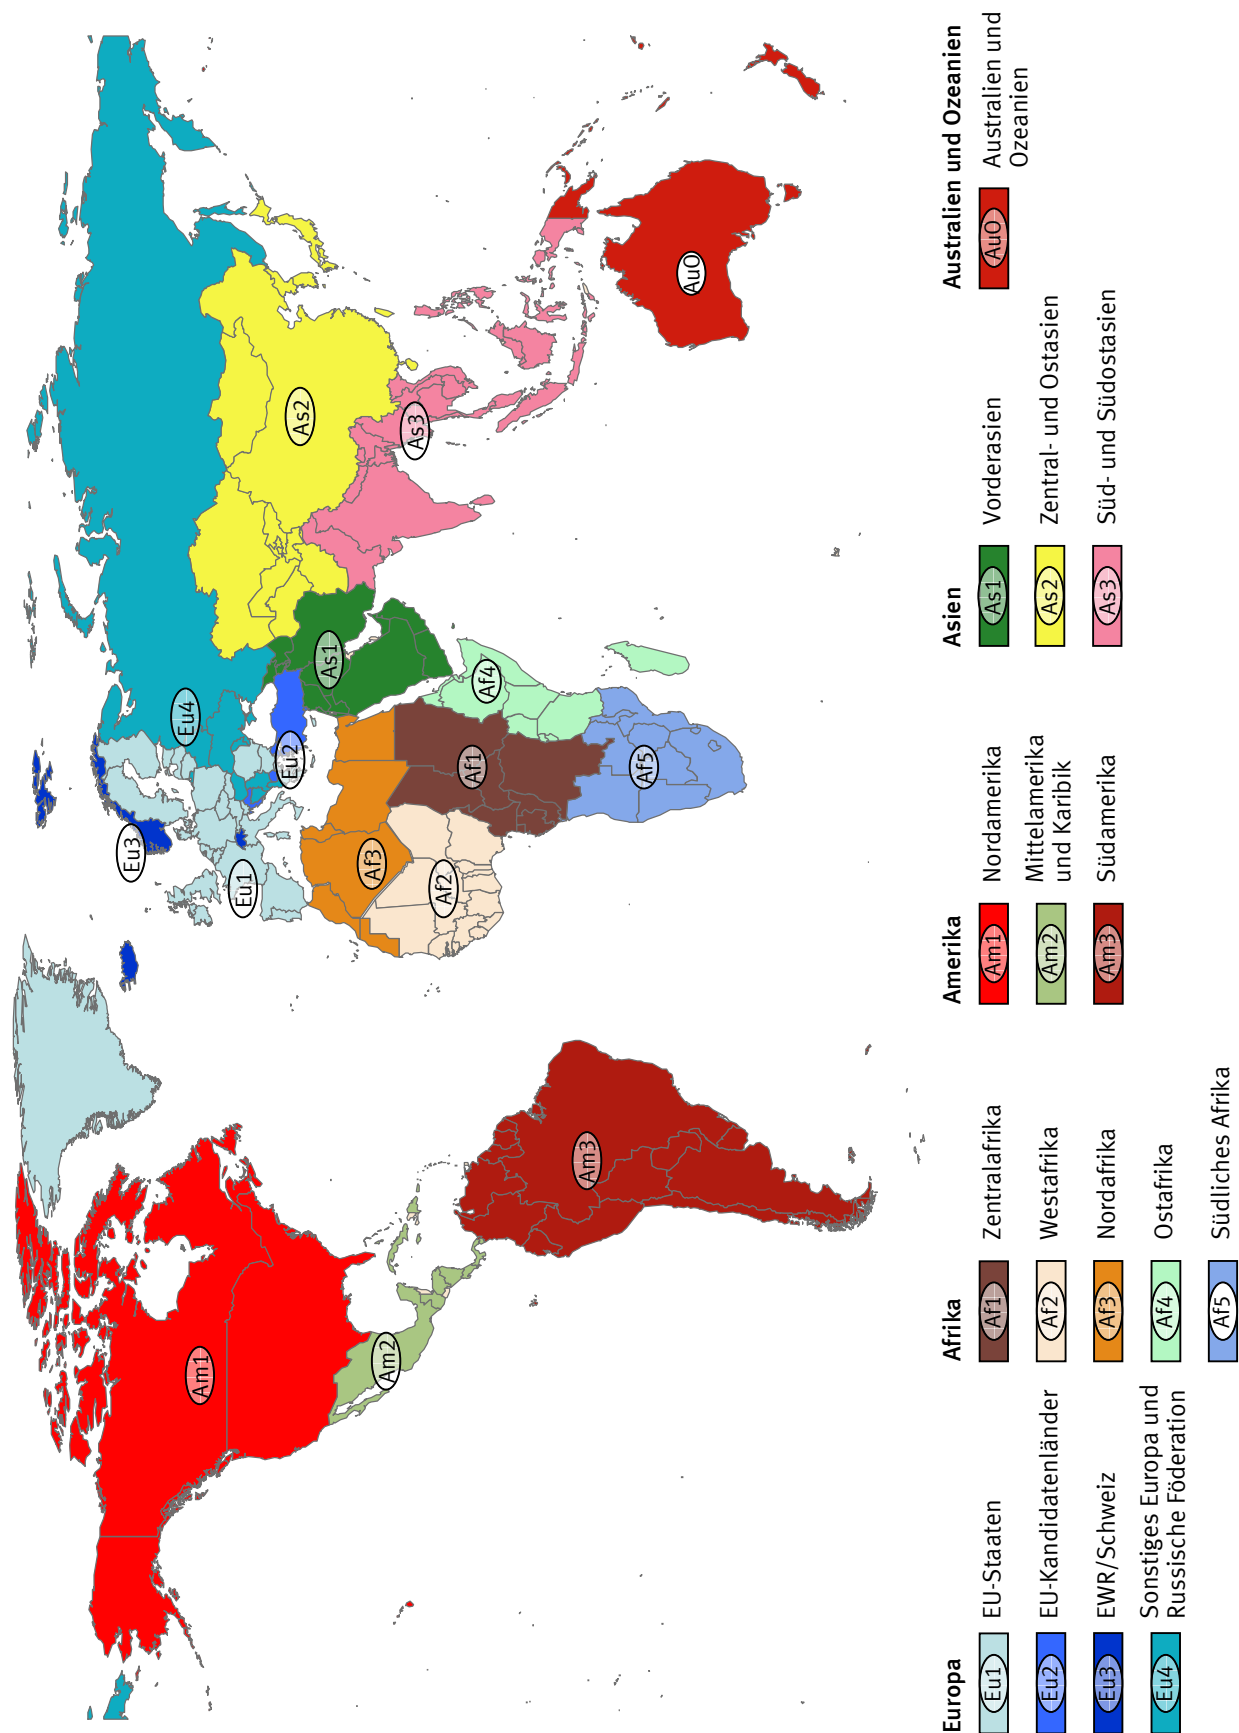 Am1
Am2
Am3
Eu3
Eu1
Eu4
Eu2
Af3
Af2
Af1
Af4
Af5
As1
As2
As3
AuO
Europa
Eu1 EU-Staaten
Eu2 EU-Kandidatenländer
Eu3 EWR/Schweiz
Eu4 Sonstiges Europa und
Russische Föderation
Afrika
Af1 Zentralafrika
Af2 Westafrika
Af3 Nordafrika
Af4 Ostafrika
Af5 Südliches Afrika
Amerika
Am1 Nordamerika
Am2 Mittelamerika
und Karibik
Am3 Südamerika
Asien
As1 Vorderasien
As2 Zentral- und Ostasien
As3 Süd- und Südostasien
Australien und Ozeanien
AuO Australien und
Ozeanien